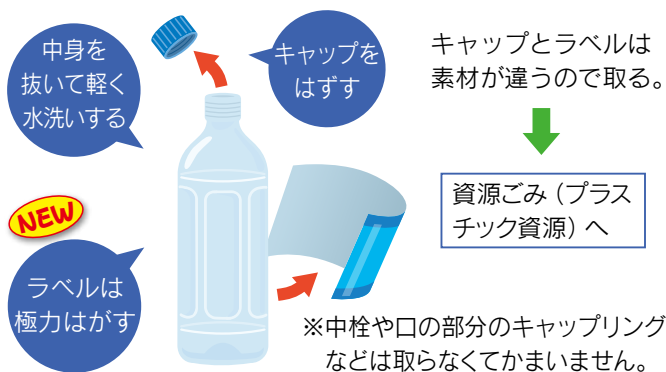 中身を
抜いて軽く
水洗いする
キャップを
はずす
キャップとラベルは
素材が違うので取る。
資源ごみ（プラス
チック資源）へ
NEW
ラベルは
極力はがす
※中栓や口の部分のキャップリング
などは取らなくてかまいません。